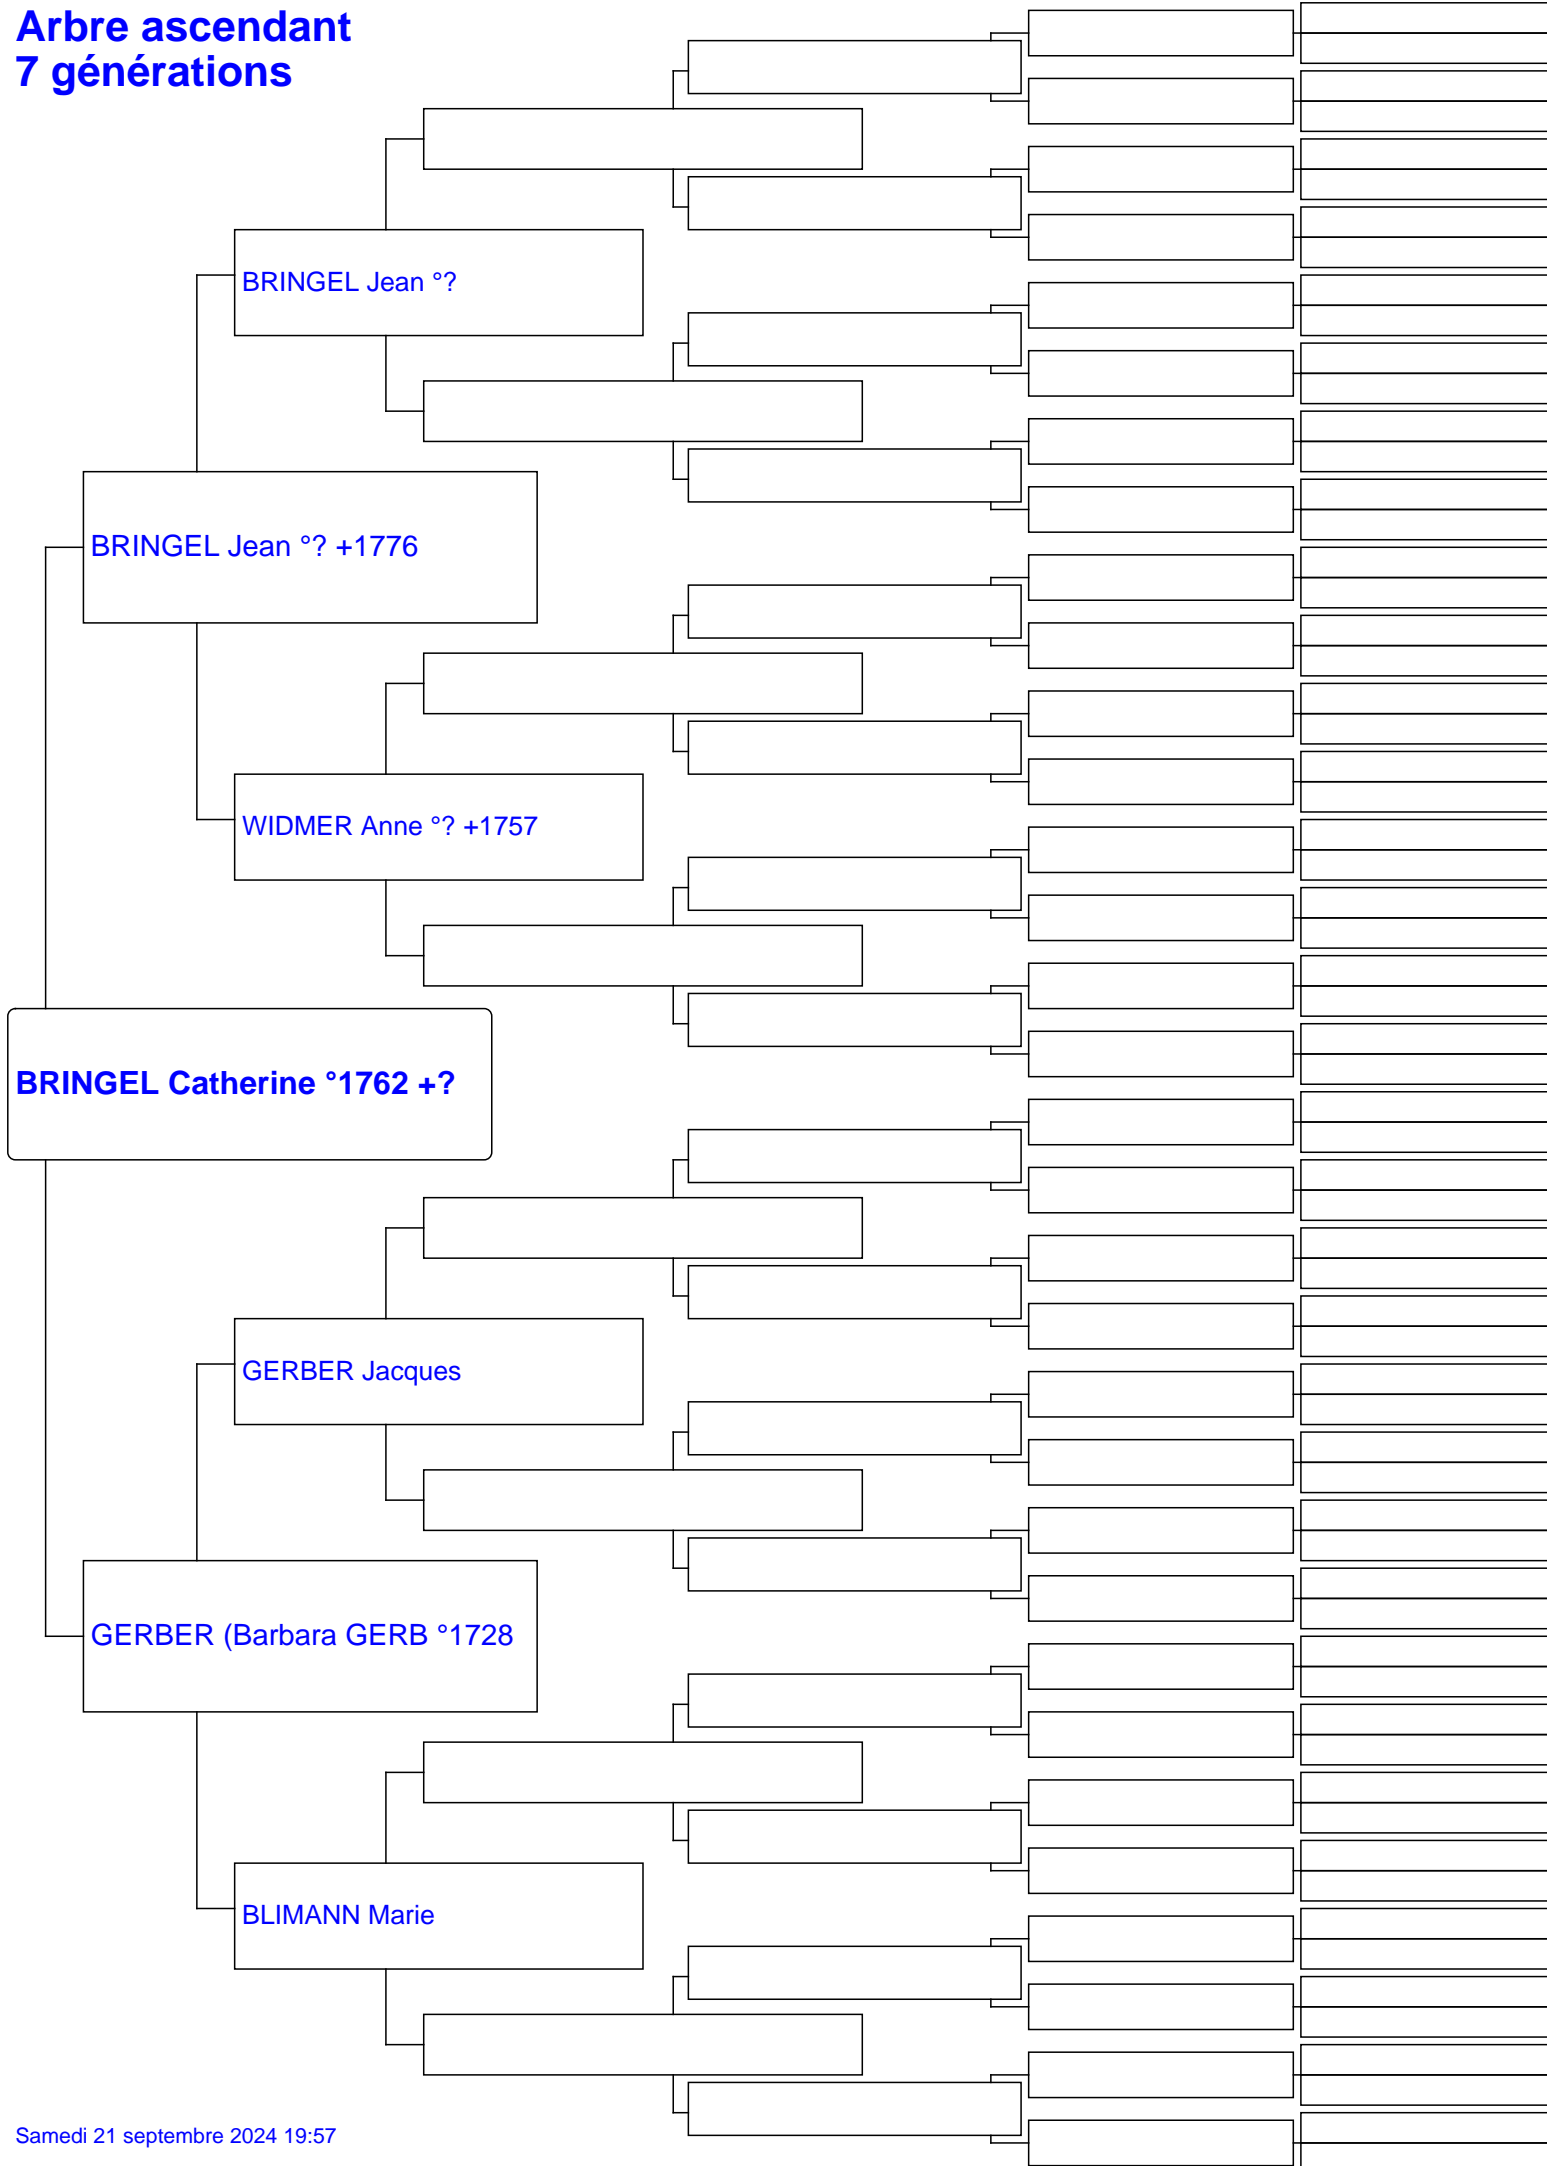 Arbre ascendant
7 générations
BRINGEL Jean °?
BRINGEL Jean °? +1776
WIDMER Anne °? +1757
BRINGEL Catherine °1762 +?
GERBER Jacques
GERBER (Barbara GERB °1728
BLIMANN Marie
Samedi 21 septembre 2024 19:57